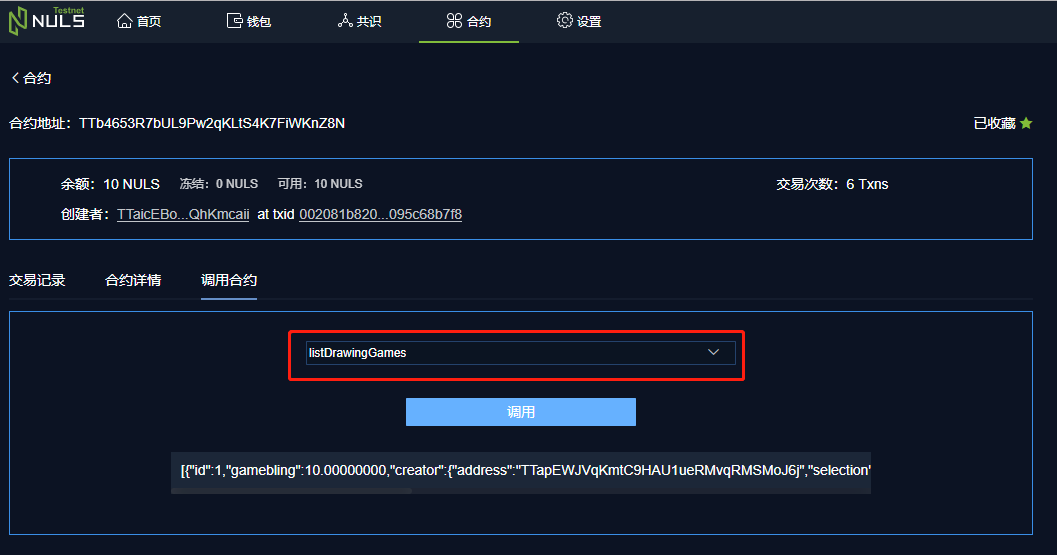 Testnet
NULS 首页 钱包 共识 合约 设置
合约
合约地址：TTb4653R7bUL9Pw2qKLtS4K7FiWKnZ8N 已收藏
余额：10 NULS 冻结：0 NULS 可用：10 NULS 交易次数：6 Txns
创建者：TTaicEBo...QhKmcaii at txid 002081b820...095c68b7f8
交易记录 合约详情 调用合约
listDrawingGames
调用
[{"id":1,"gamebling":10.00000000,"creator":{"address":"TTapEWJVqKmtC9HAU1ueRMvqRMSMoJ6j","selection"